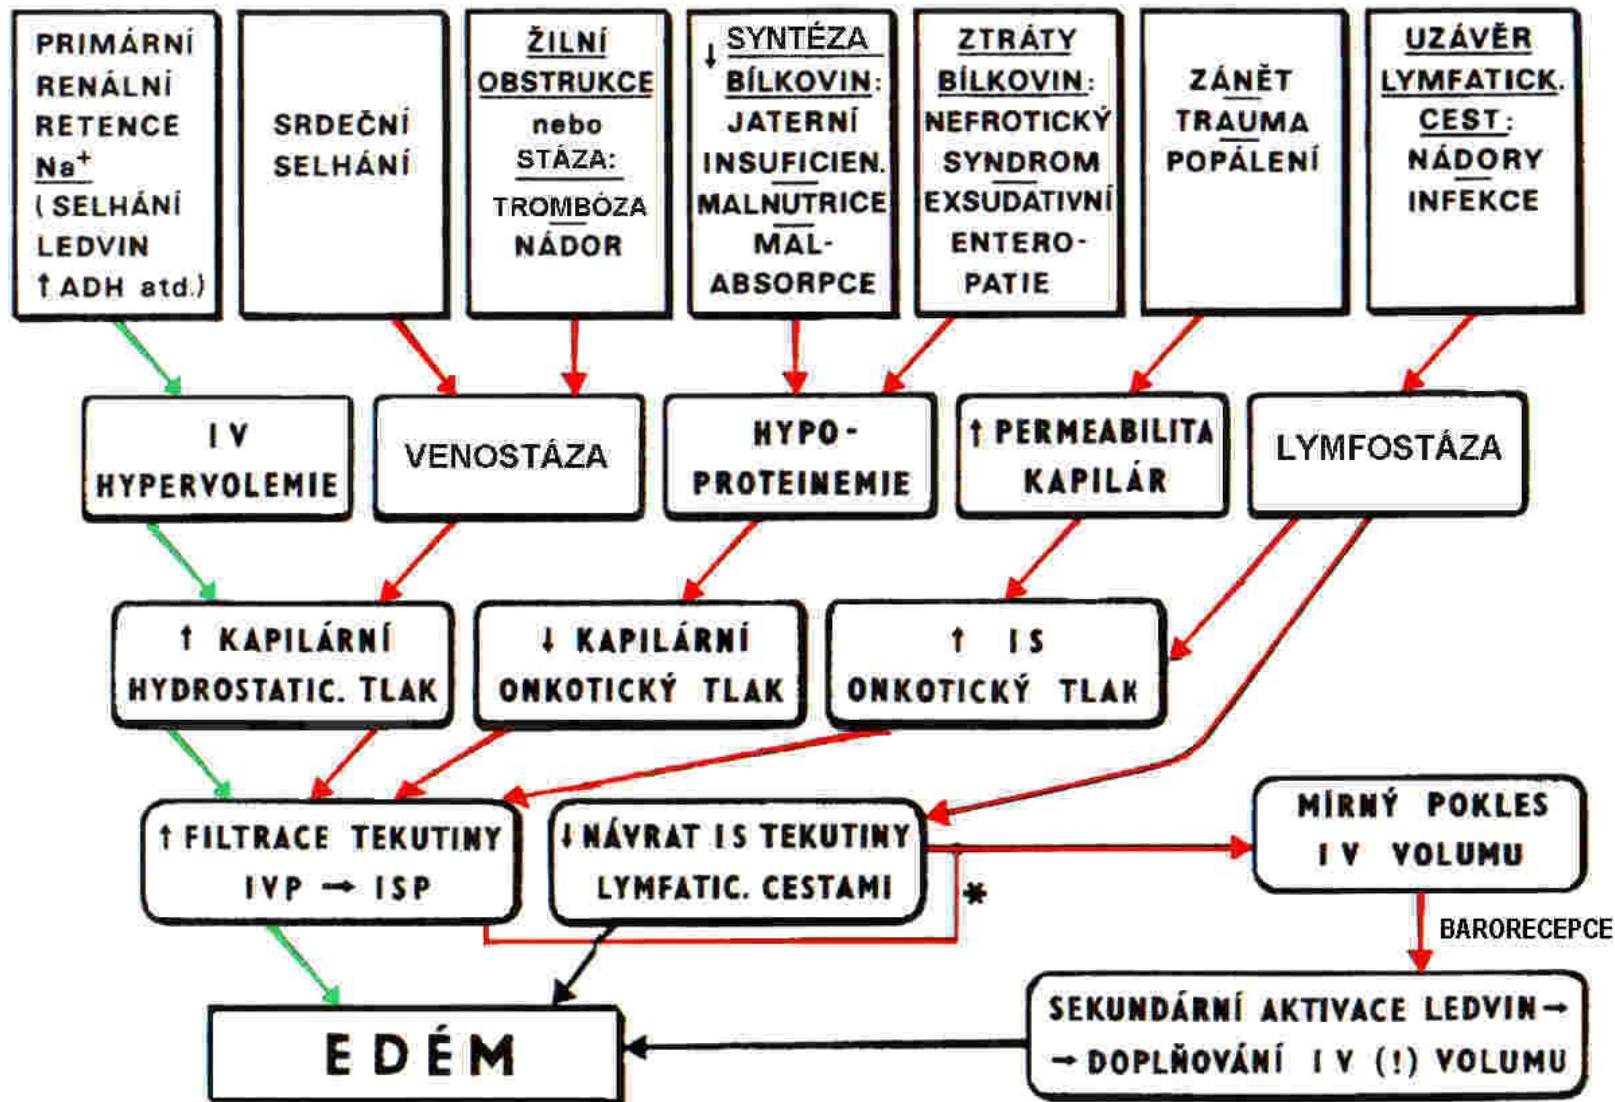 PRIMÁRNÍ
RENÁLNÍ
RETENCE
Na⁺
(SELHÁNÍ
LEDVIN
↑ADH atd.)
SRDEČNÍ
SELHÁNÍ
ŽILNÍ
OBSTRUKCE
nebo
STÁZA:
TROMBÓZA
NÁDOR
↓ SYNTÉZA
BÍLKOVIN:
JATERNÍ
INSUFICIEN.
MALNUTRICE
MAL-
ABSORPCE
ZTRÁTY
BÍLKOVIN:
NEFROTICKÝ
SYNDROM
EXSUDATIVNÍ
ENTERO-
PATIE
ZÁNĚT
TRAUMA
POPÁLENÍ
UZÁVĚR
LYMFATICK.
CEST:
NÁDORY
INFEKCE
IV
HYPERVOLEMIE
VENOSTÁZA
HYPO-
PROTEINEMIE
↑ PERMEABILITA
KAPILÁR
LYMFOSTÁZA
↑ KAPILÁRNÍ
HYDROSTATIC. TLAK
↓ KAPILÁRNÍ
ONKOTICKÝ TLAK
↑ IS
ONKOTICKÝ TLAK
↑ FILTRACE TEKUTINY
IVP → ISP
↓ NÁVRAT IS TEKUTINY
LYMFATIC. CESTAMI
*
MÍRNÝ POKLES
IV VOLUMU
BARORECEPCE
SEKUNDÁRNÍ AKTIVACE LEDVIN →
→ DOPLŇOVÁNÍ IV (!) VOLUMU
EDÉM